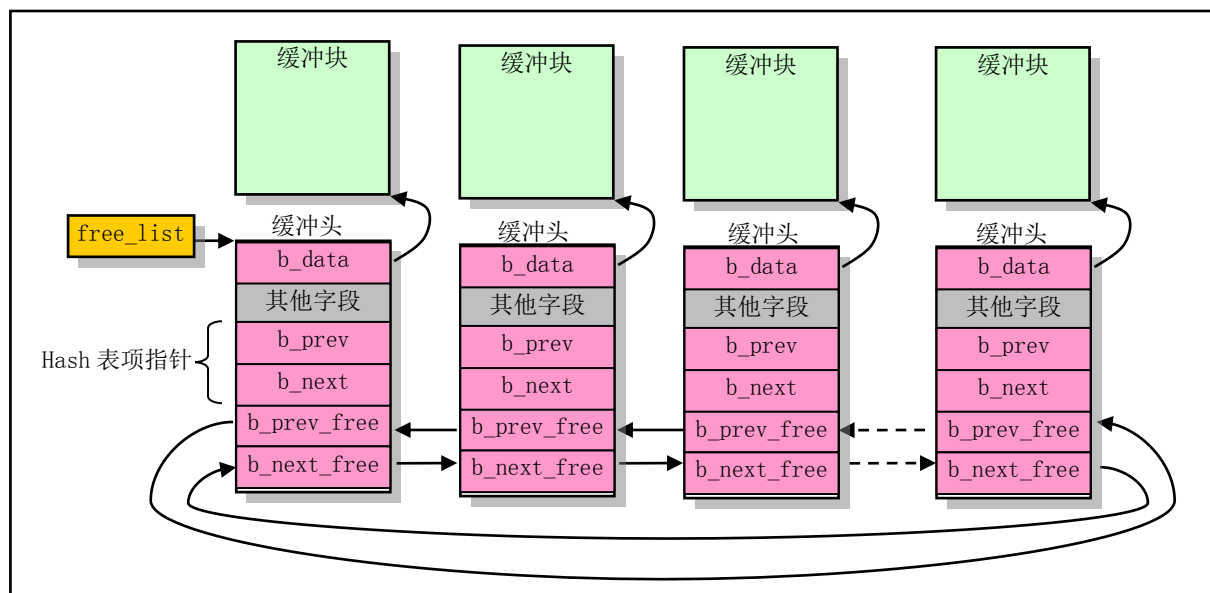 缓冲块 缓冲块 缓冲块 缓冲块
free_list
缓冲头 缓冲头 缓冲头 缓冲头
b_data b_data b_data b_data
其他字段 其他字段 其他字段 其他字段
Hash 表项指针
b_prev b_prev b_prev b_prev
b_next b_next b_next b_next
b_prev_free b_prev_free b_prev_free b_prev_free
b_next_free b_next_free b_next_free b_next_free